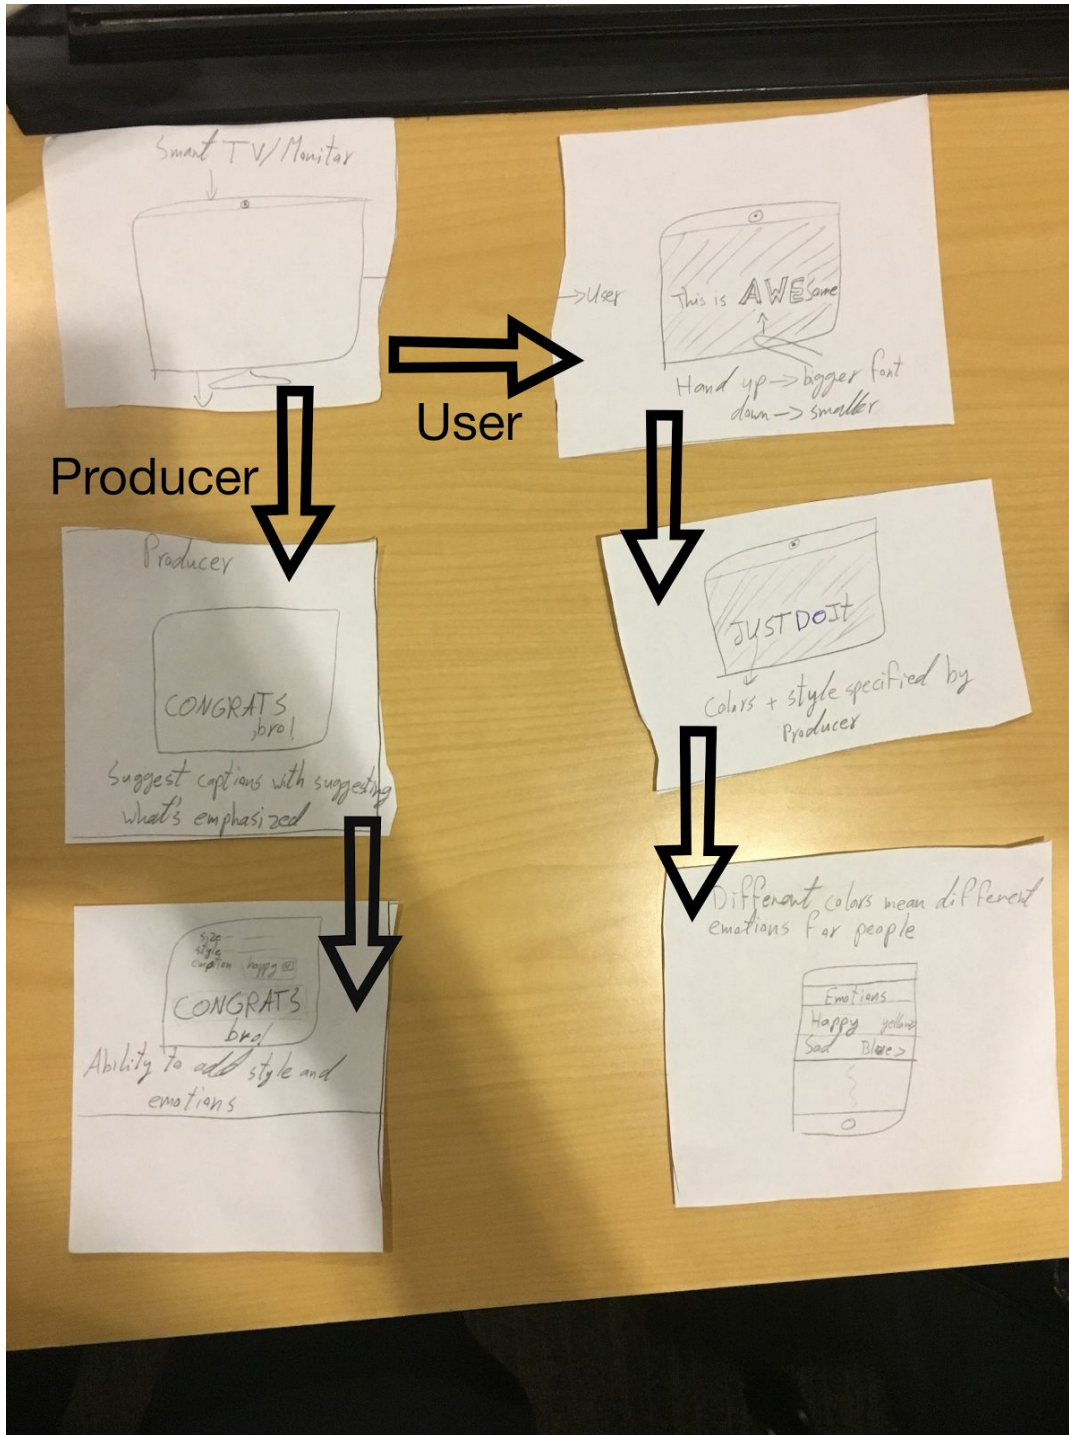 Smart TV/Monitor
User
Producer
→User
This is AWESome
Hand up → bigger font
down → smaller
Producer
CONGRATS
,bro!
Suggest captions with suggesting
what's emphasized
JUST DO It
Colors + style specified by
Producer
size
style
emotion happy
CONGRATS
bro!
Ability to add style and
emotions
Different colors mean different
emotions for people
Emotions
Happy yellow>
Sad Blue>